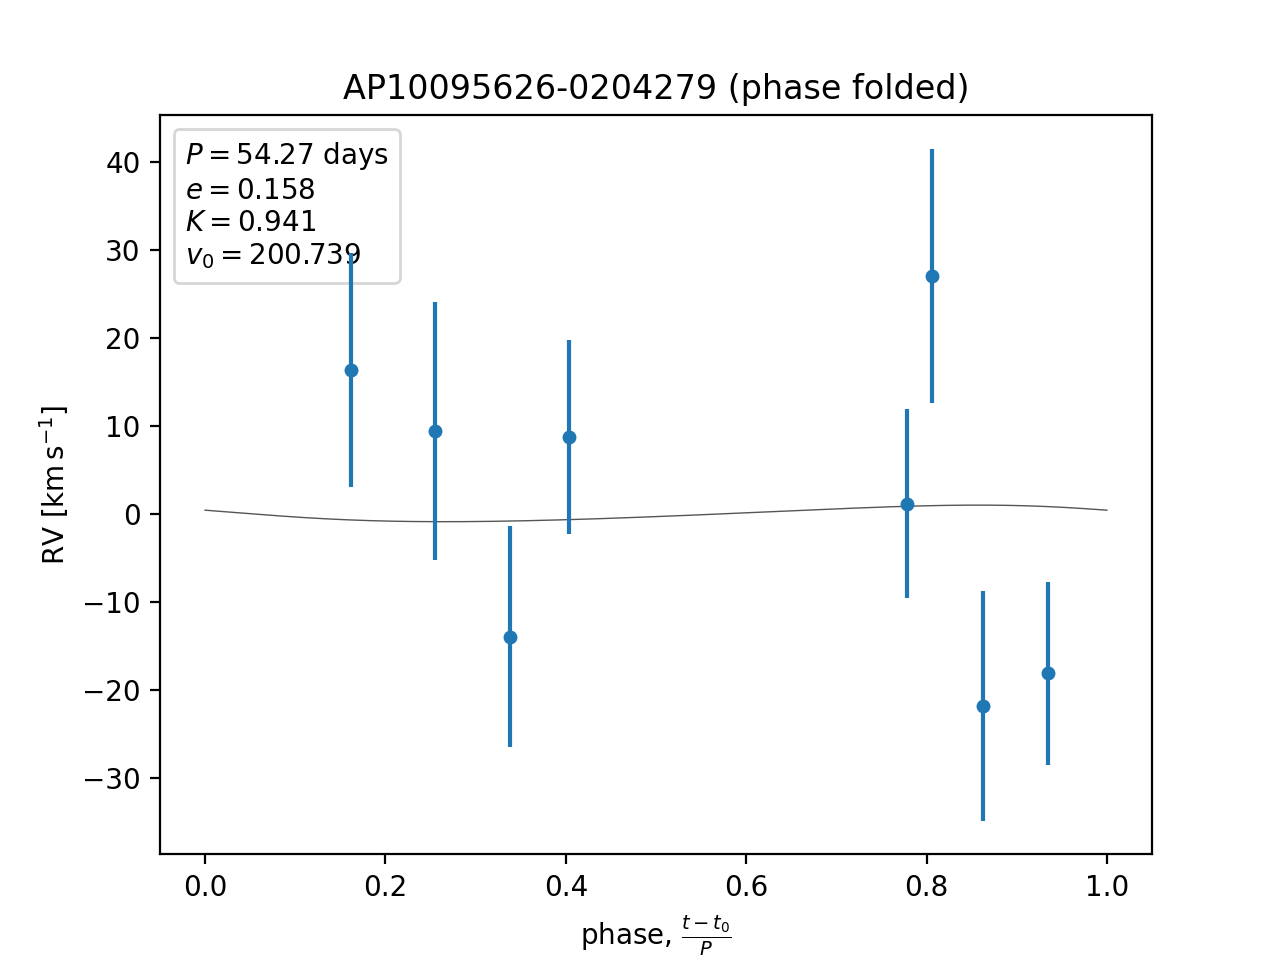 AP10095626-0204279 (phase folded)
P = 54.27 days
e = 0.158
K = 0.941
v₀ = 200.739
40
30
20
10
0
−10
−20
−30
RV [km s⁻¹]
0.0 0.2 0.4 0.6 0.8 1.0
phase, (t − t₀)/P